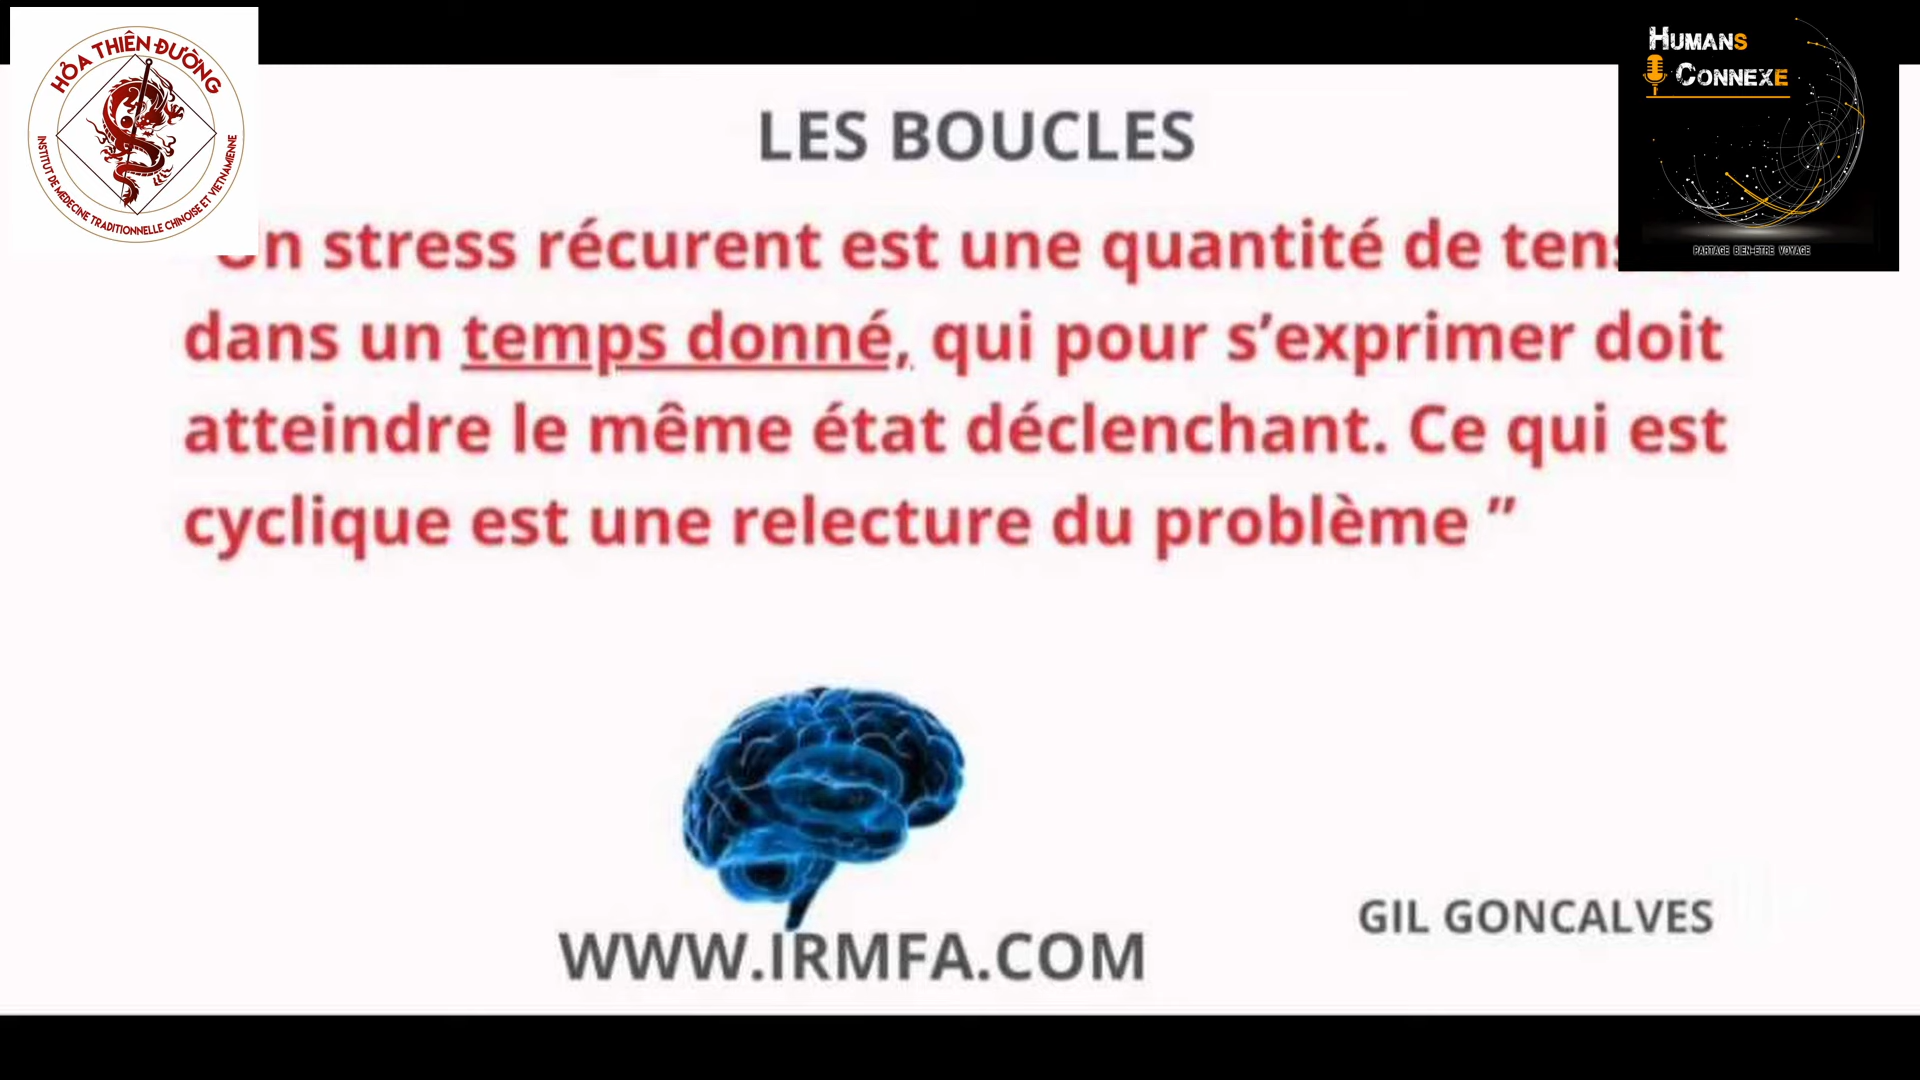 HỎA THIÊN ĐƯỜNG
INSTITUT DE MÉDECINE TRADITIONNELLE CHINOISE ET VIETNAMIENNE
HUMANS
CONNEXE
PARTAGE BIEN-ETRE VOYAGE
LES BOUCLES
Un stress récurent est une quantité de
dans un temps donné, qui pour s’exprimer doit
atteindre le même état déclenchant. Ce qui est
cyclique est une relecture du problème ”
WWW.IRMFA.COM
GIL GONCALVES